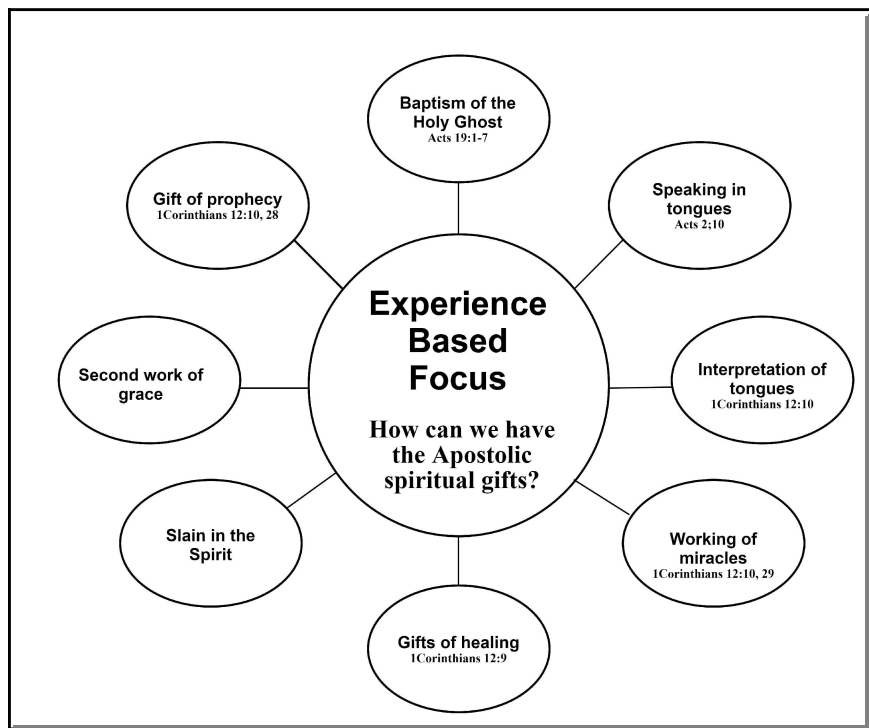 Experience
Based
Focus
How can we have
the Apostolic
spiritual gifts?
Baptism of the
Holy Ghost
Acts 19:1-7
Speaking in
tongues
Acts 2;10
Interpretation of
tongues
1Corinthians 12:10
Working of
miracles
1Corinthians 12:10, 29
Gifts of healing
1Corinthians 12:9
Slain in the
Spirit
Second work of
grace
Gift of prophecy
1Corinthians 12:10, 28